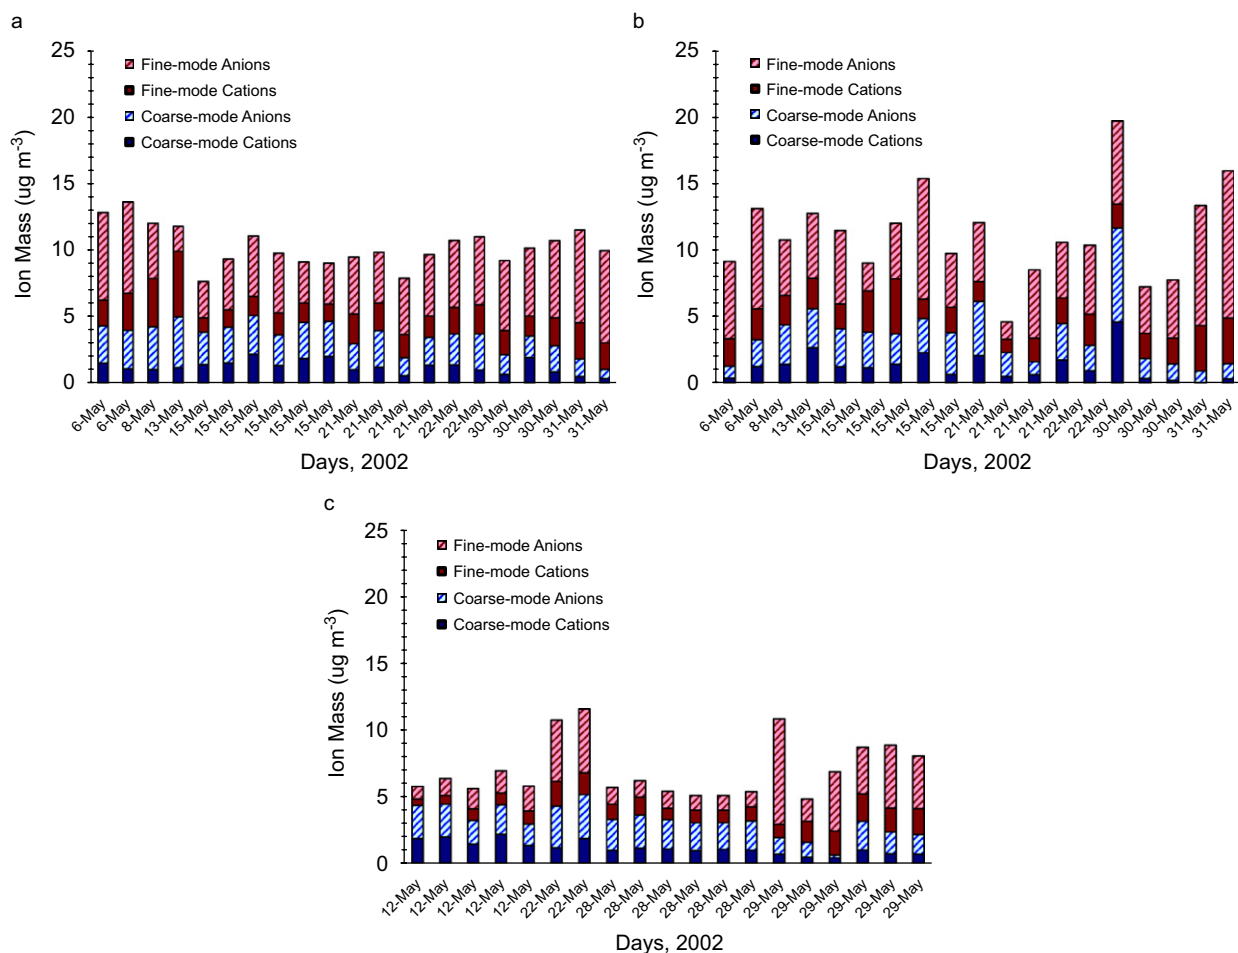 a
25
20
15
10
5
0
Ion Mass (ug m-3)
Fine-mode Anions
Fine-mode Cations
Coarse-mode Anions
Coarse-mode Cations
6-May
6-May
8-May
13-May
15-May
15-May
15-May
15-May
15-May
15-May
21-May
21-May
21-May
21-May
22-May
22-May
30-May
30-May
30-May
31-May
31-May
Days, 2002
b
25
20
15
10
5
0
Ion Mass (ug m-3)
Fine-mode Anions
Fine-mode Cations
Coarse-mode Anions
Coarse-mode Cations
6-May
6-May
8-May
13-May
15-May
15-May
15-May
15-May
15-May
21-May
21-May
21-May
22-May
22-May
30-May
30-May
30-May
31-May
31-May
Days, 2002
c
25
20
15
10
5
0
Ion Mass (ug m-3)
Fine-mode Anions
Fine-mode Cations
Coarse-mode Anions
Coarse-mode Cations
12-May
12-May
12-May
12-May
12-May
22-May
22-May
28-May
28-May
28-May
28-May
28-May
28-May
29-May
29-May
29-May
29-May
29-May
29-May
Days, 2002